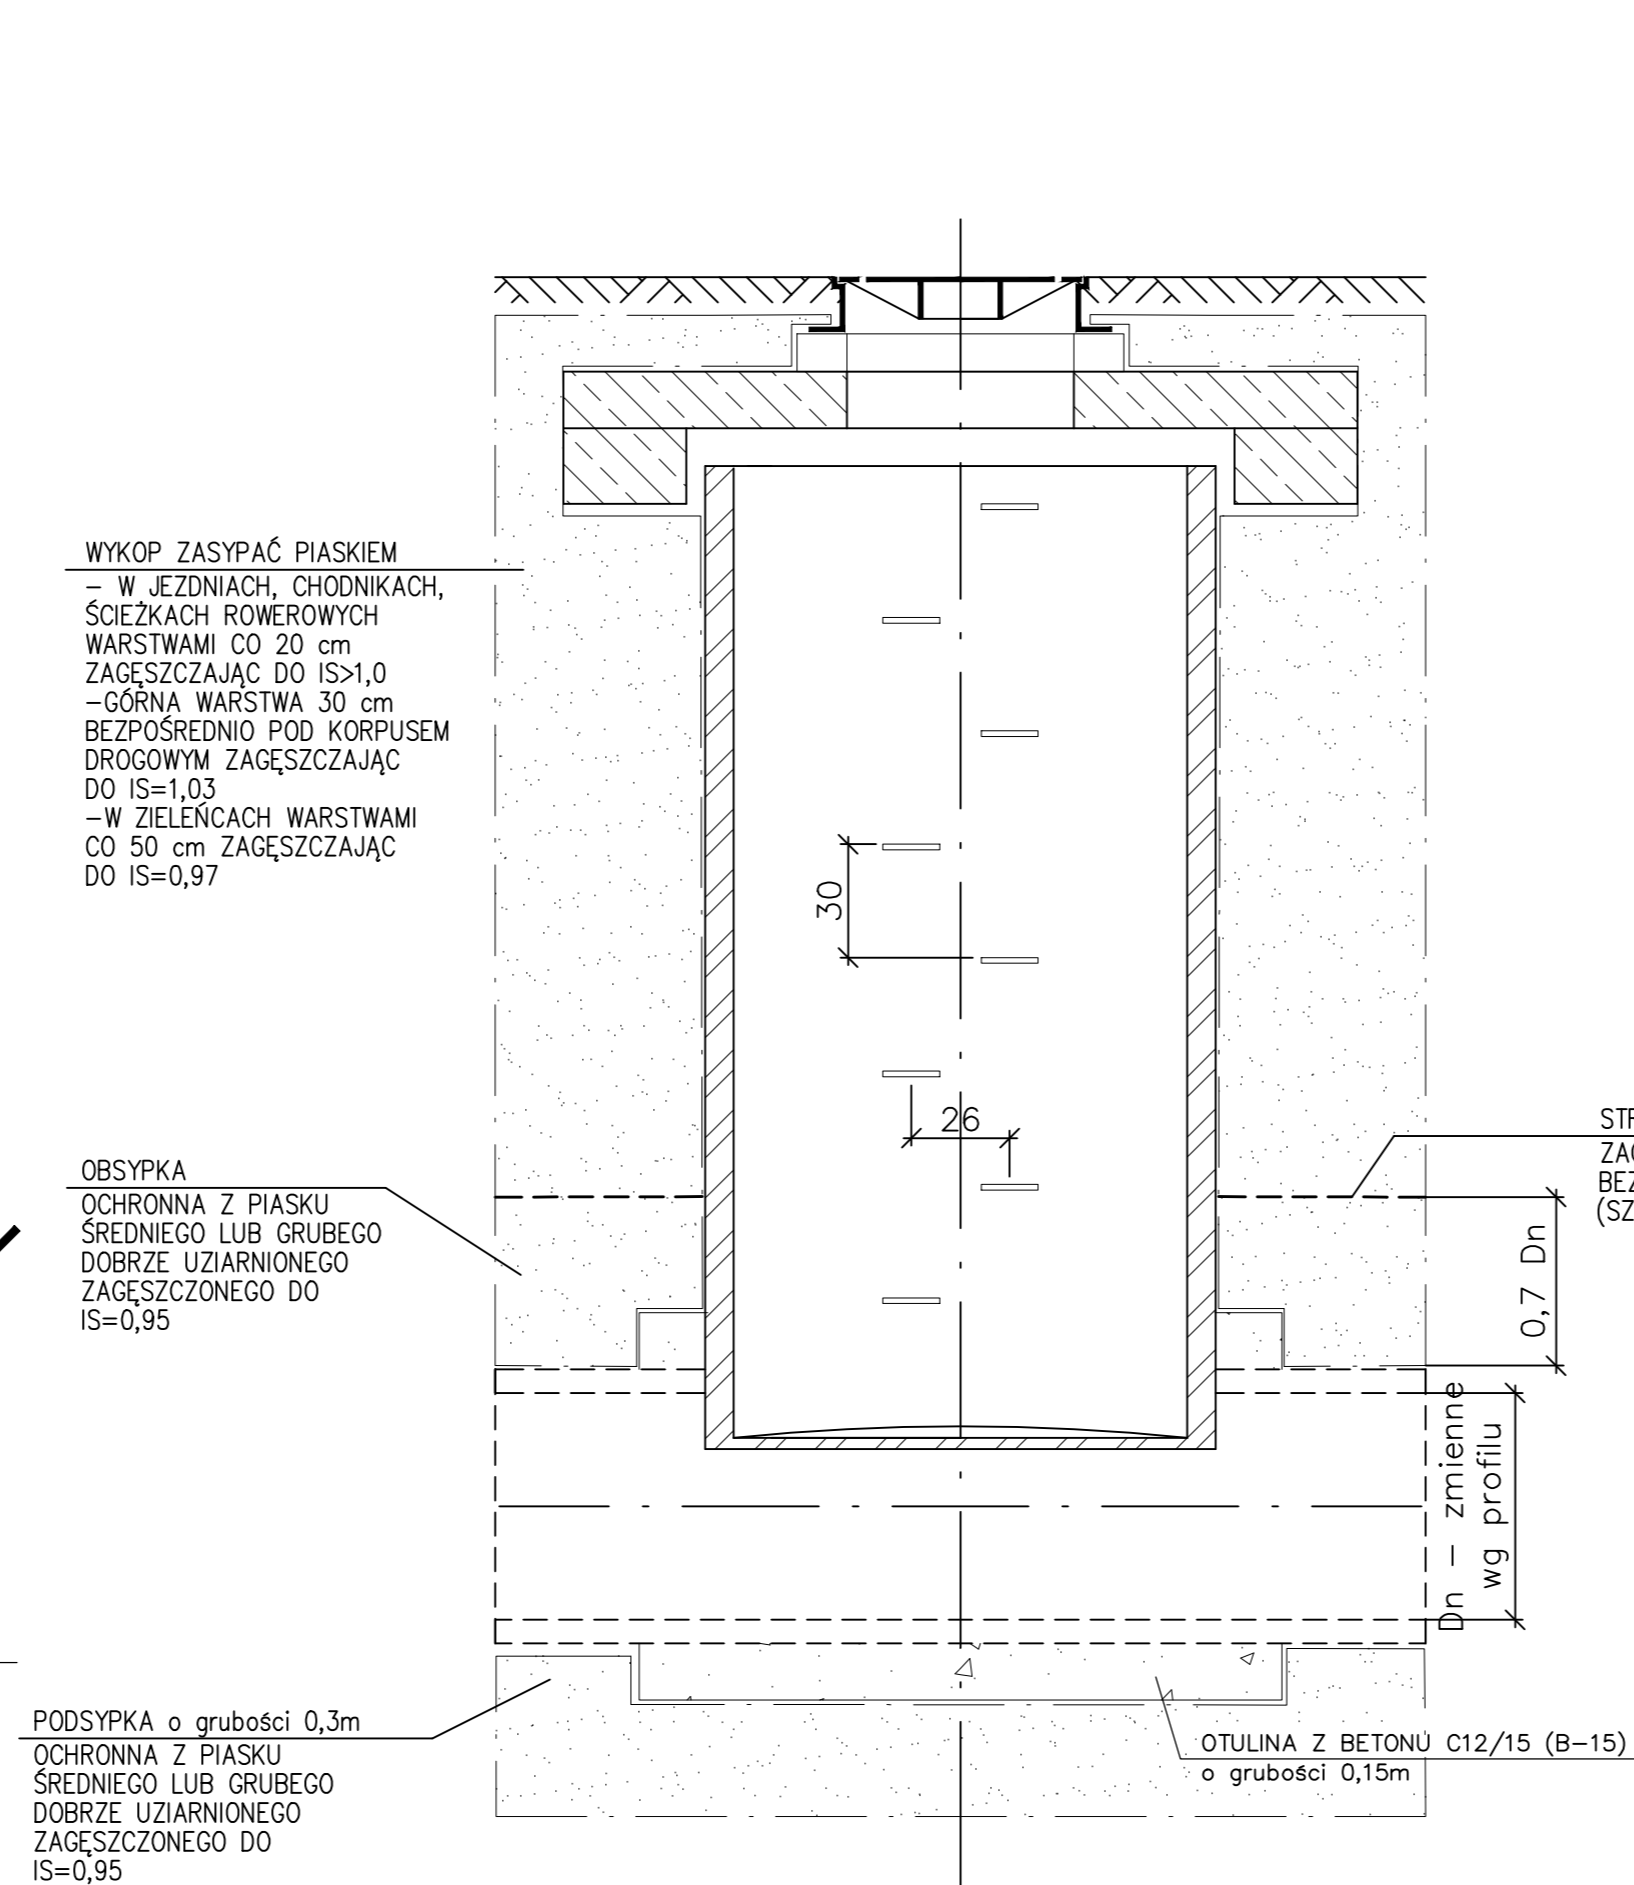 WYKOP ZASYPAĆ PIASKIEM
– W JEZDNIACH, CHODNIKACH,
ŚCIEŻKACH ROWEROWYCH
WARSTWAMI CO 20 cm
ZAGĘSZCZAJĄC DO IS>1,0
–GÓRNA WARSTWA 30 cm
BEZPOŚREDNIO POD KORPUSEM
DROGOWYM ZAGĘSZCZAJĄC
DO IS=1,03
–W ZIELEŃCACH WARSTWAMI
CO 50 cm ZAGĘSZCZAJĄC
DO IS=0,97
30
26
OBSYPKA
OCHRONNA Z PIASKU
ŚREDNIEGO LUB GRUBEGO
DOBRZE UZIARNIONEGO
ZAGĘSZCZONEGO DO
IS=0,95
0,7 Dn
Dn – zmienne
wg profilu
PODSYPKA o grubości 0,3m
OCHRONNA Z PIASKU
ŚREDNIEGO LUB GRUBEGO
DOBRZE UZIARNIONEGO
ZAGĘSZCZONEGO DO
IS=0,95
OTULINA Z BETONU C12/15 (B–15)
o grubości 0,15m